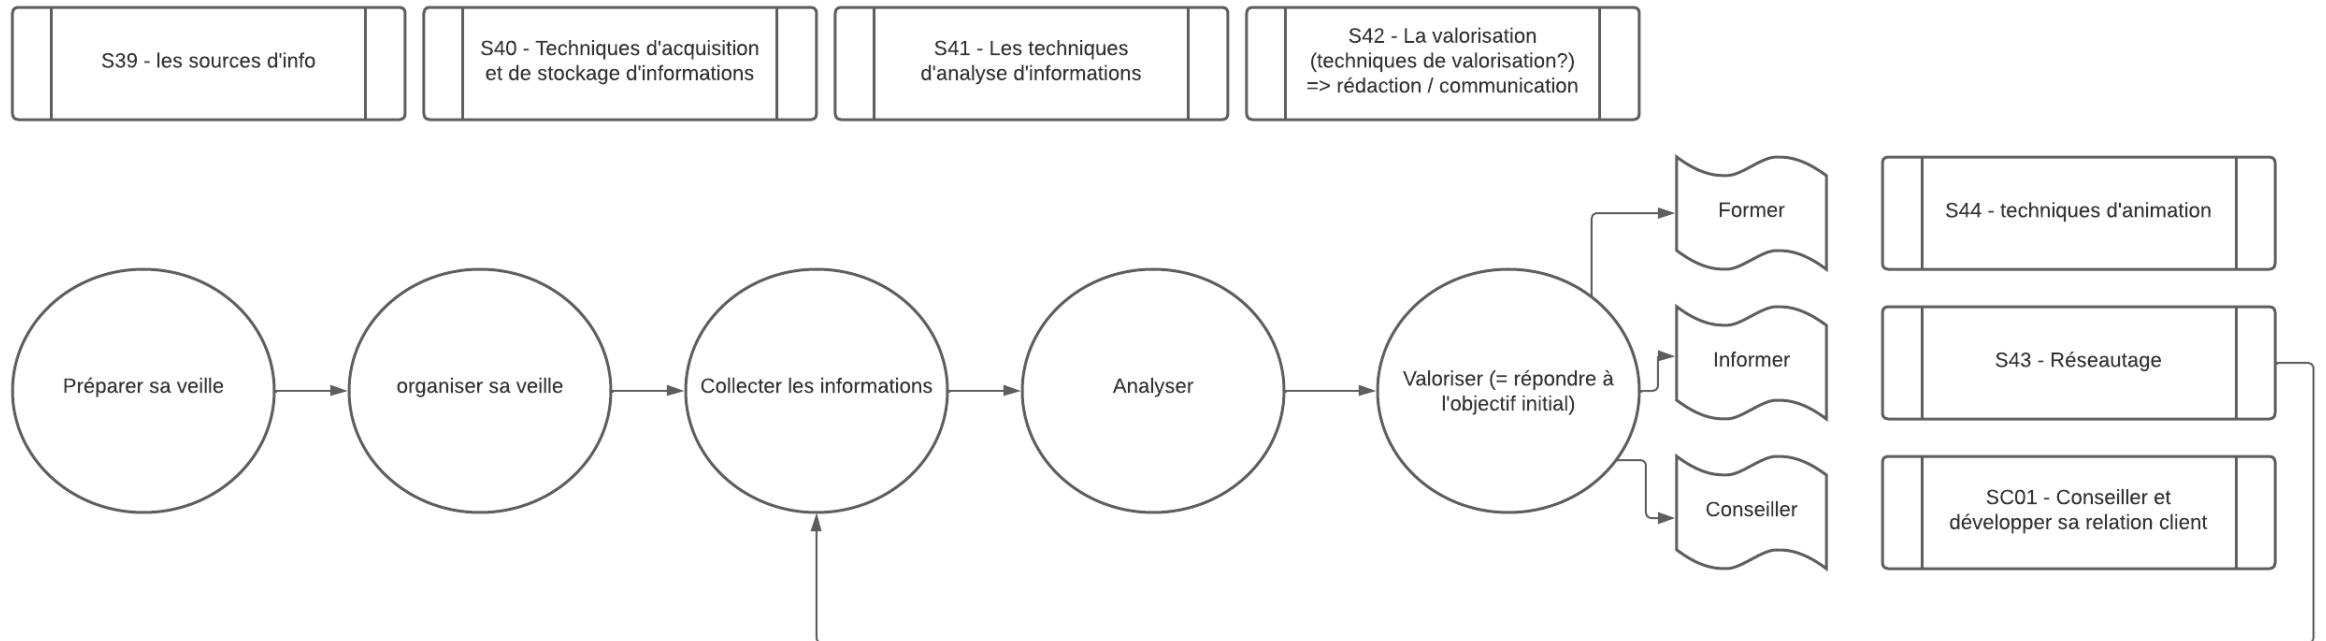 S39 - les sources d'info
S40 - Techniques d'acquisition
et de stockage d'informations
S41 - Les techniques
d'analyse d'informations
S42 - La valorisation
(techniques de valorisation?)
=> rédaction / communication
Former
S44 - techniques d'animation
Préparer sa veille
organiser sa veille
Collecter les informations
Analyser
Valoriser (= répondre à
l'objectif initial)
Informer
S43 - Réseautage
Conseiller
SC01 - Conseiller et
développer sa relation client